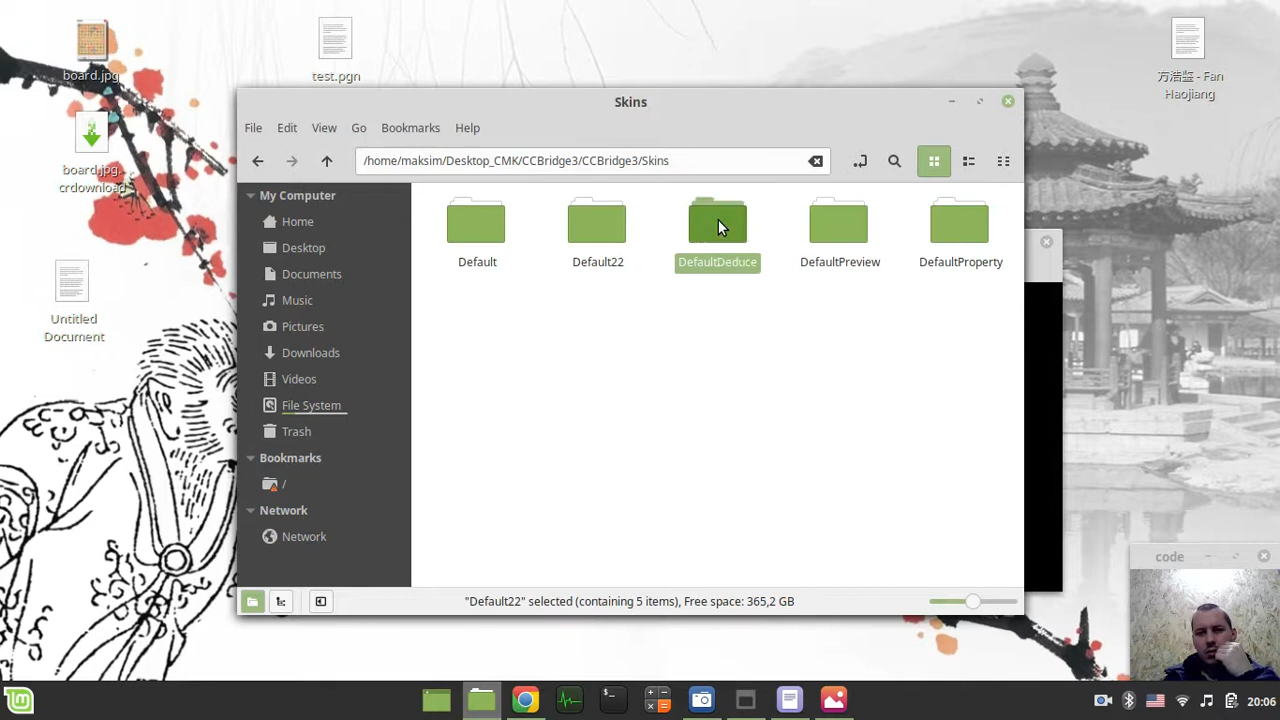 board.jpg
test.pgn
方浩鉴 - Fan
Haojiang
board.jpg.
crdownload
Untitled
Document
Skins
File Edit View Go Bookmarks Help
/home/maksim/Desktop_CMK/CCBridge3/CCBridge3/Skins
My Computer
Home
Desktop
Documents
Music
Pictures
Downloads
Videos
File System
Trash
Bookmarks
/
Network
Network
Default Default22 DefaultDeduce DefaultPreview DefaultProperty
"Default22" selected (containing 5 items), Free space: 365,2 GB
code
20:06